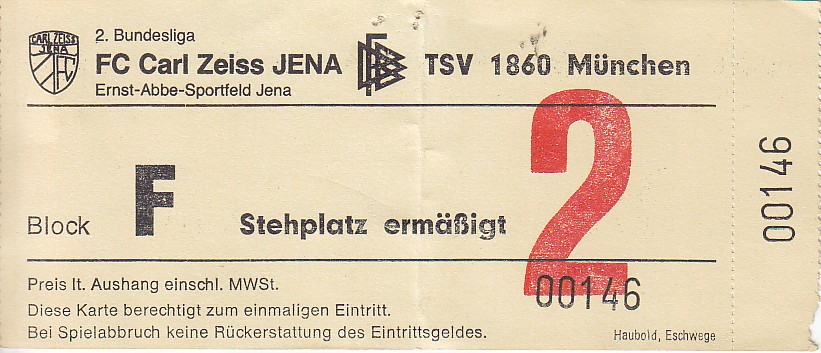 CARL ZEISS
JENA
FC
2. Bundesliga
FC Carl Zeiss JENA DFB TSV 1860 München
Ernst-Abbe-Sportfeld Jena
2
Block F Stehplatz ermäßigt
00146
00146
Preis lt. Aushang einschl. MWSt.
Diese Karte berechtigt zum einmaligen Eintritt.
Bei Spielabbruch keine Rückerstattung des Eintrittsgeldes.
Haubold, Eschwege